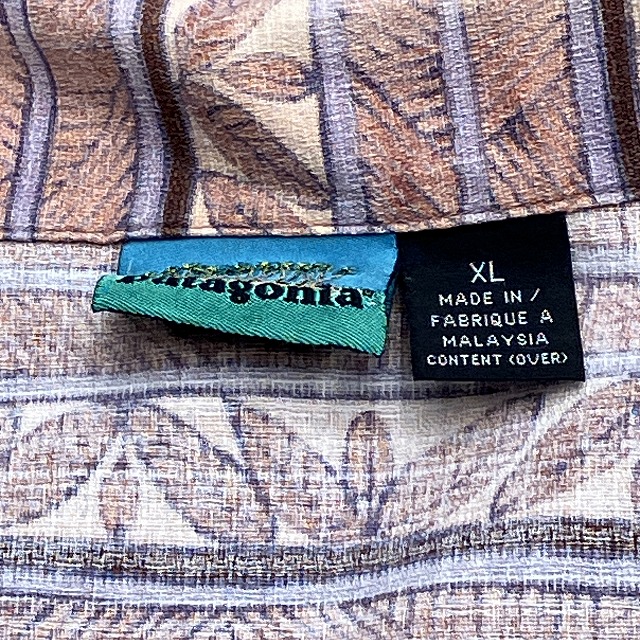 Patagonia
XL
MADE IN /
FABRIQUE A
MALAYSIA
CONTENT (OVER)